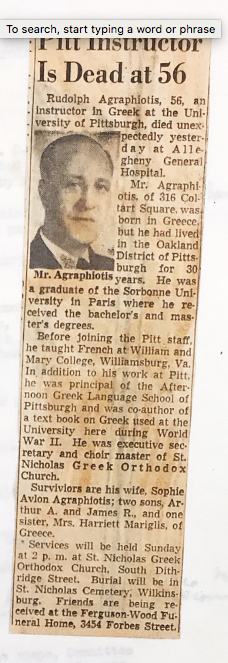 To search, start typing a word or phrase
Pitt Instructor
Is Dead at 56
Rudolph Agraphiotis, 56, an
instructor in Greek at the Uni-
versity of Pittsburgh, died unex-
pectedly yester-
day at Alle-
gheny General
Hospital.
Mr. Agraphi-
otis, of 316 Col-
tart Square, was
born in Greece,
but he had lived
in the Oakland
District of Pitts-
burgh for 30
Mr. Agraphiotis years. He was
a graduate of the Sorbonne Uni-
versity in Paris where he re-
ceived the bachelor's and mas-
ter's degrees.
Before joining the Pitt staff,
he taught French at William and
Mary College, Williamsburg, Va.
In addition to his work at Pitt,
he was principal of the After-
noon Greek Language School of
Pittsburgh and was co-author of
a text book on Greek used at the
University here during World
War II. He was executive sec-
retary and choir master of St.
Nicholas Greek Orthodox
Church.
Surviviors are his wife, Sophie
Avlon Agraphiotis; two sons, Ar-
thur A. and James R., and one
sister, Mrs. Harriett Mariglis, of
Greece.
Services will be held Sunday
at 2 p. m. at St. Nicholas Greek
Orthodox Church, South Dith-
ridge Street. Burial will be in
St. Nicholas Cemetery, Wilkins-
burg. Friends are being re-
ceived at the Ferguson-Wood Fu-
neral Home, 3454 Forbes Street.